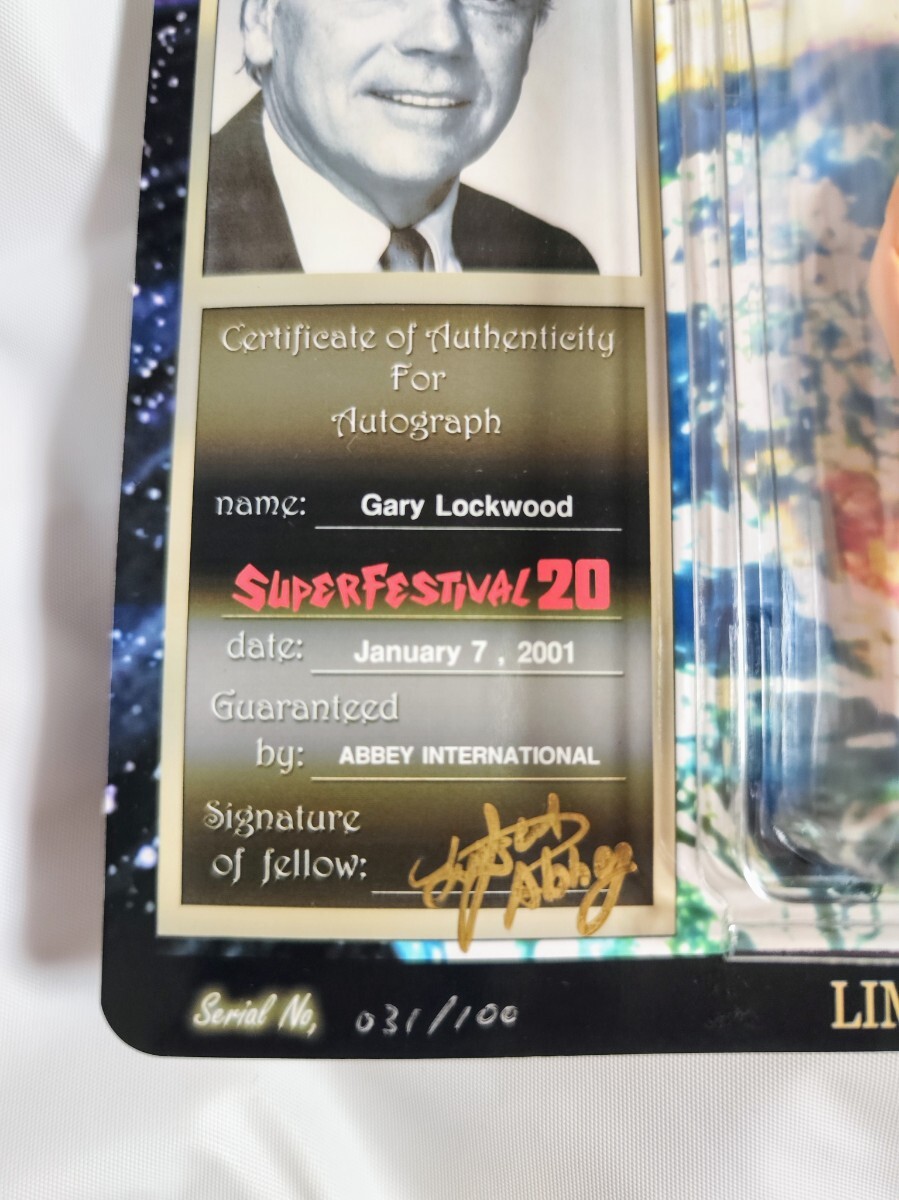 Certificate of Authenticity
For
Autograph
name: Gary Lockwood
SUPERFESTIVAL 20
date: January 7 , 2001
Guaranteed
by: ABBEY INTERNATIONAL
Signature
of fellow: Abbey
Serial No, 031/100
LIM